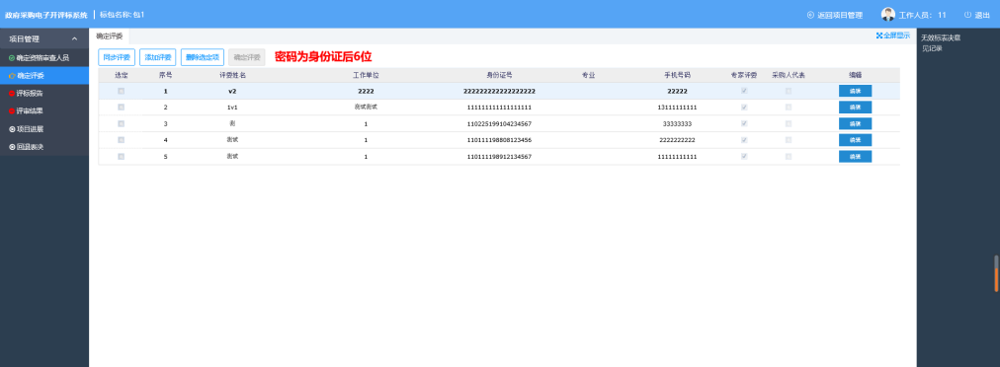 政府采购电子开评标系统 | 标包名称:包1 返回项目管理 工作人员: 11 退出
项目管理
确定资格审查人员
确定评委
评标报告
评审结果
项目进展
回退表决
确定评委 全屏显示
同步评委 添加评委 删除选定项 确定评委 密码为身份证后6位
选定 序号 评委姓名 工作单位 身份证号 专业 手机号码 专家评委 采购人代表 编辑
1 v2 2222 222222222222222222 22222 编辑
2 1v1 测试测试 111111111111111111 13111111111 编辑
3 测 1 110225199104234567 33333333 编辑
4 测试 1 110111198808123456 2222222222 编辑
5 测试 1 110111198912134567 11111111111 编辑
无效标表决意
见记录